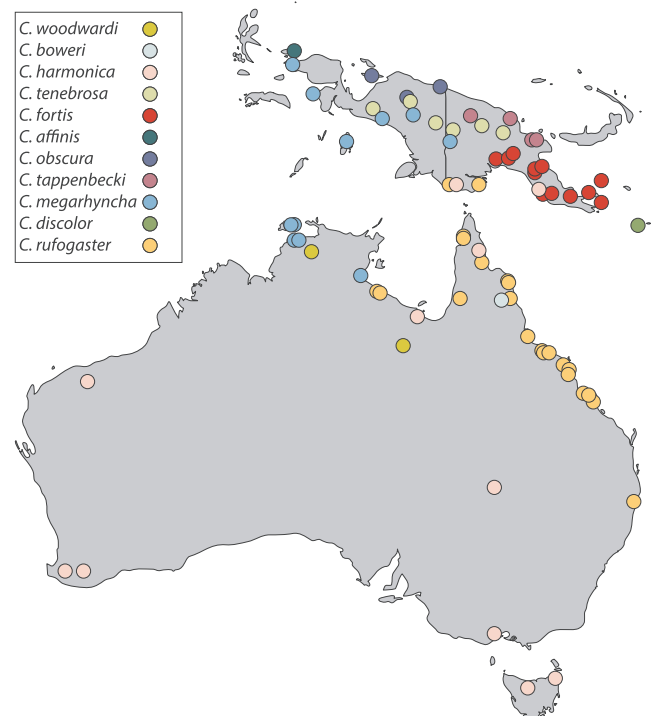 C. woodwardi
C. boweri
C. harmonica
C. tenebrosa
C. fortis
C. affinis
C. obscura
C. tappenbecki
C. megarhyncha
C. discolor
C. rufogaster